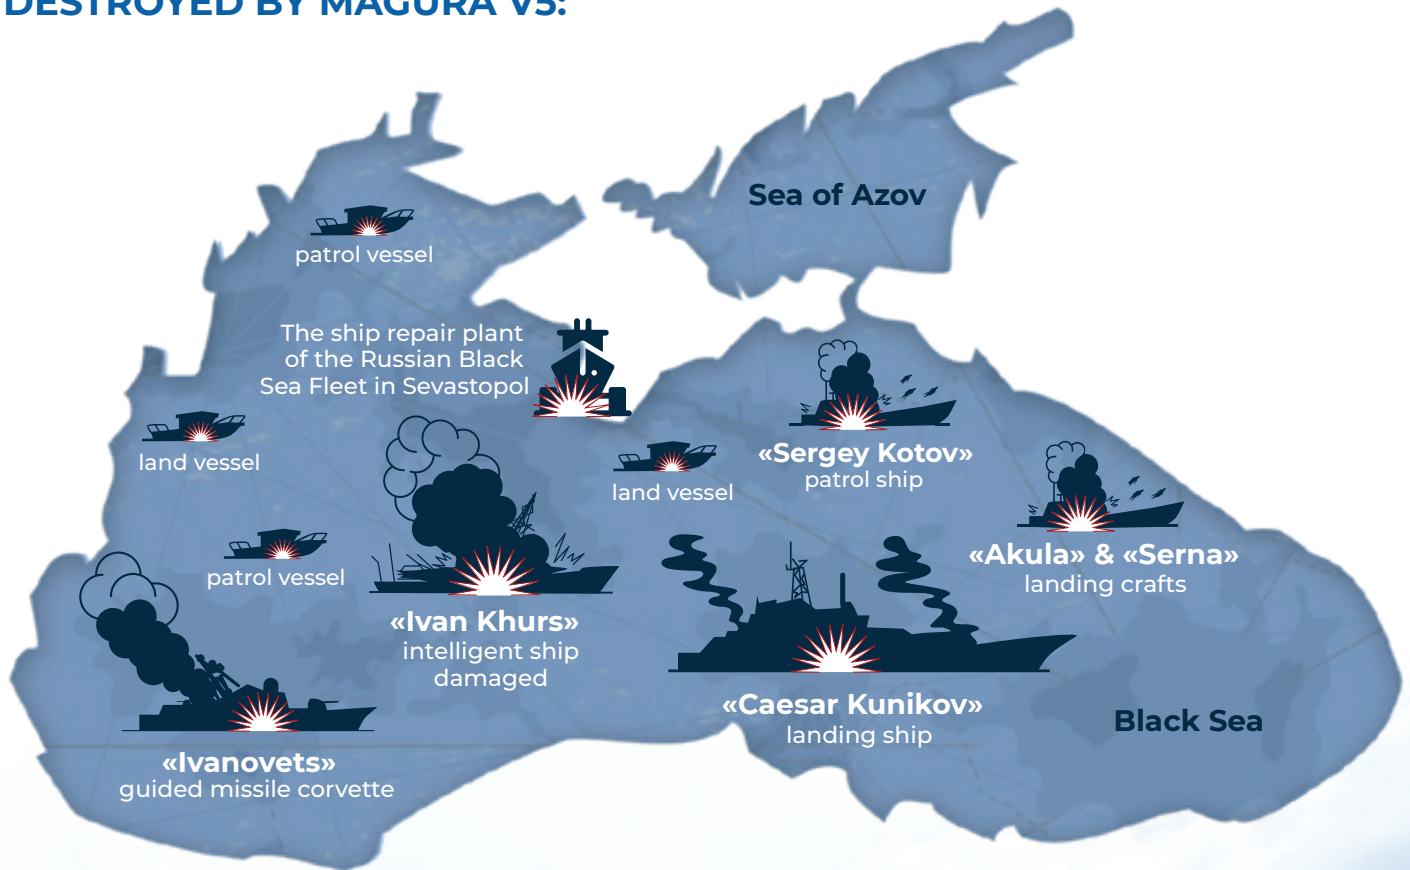 DESTROYED BY MAGURA V5:
Sea of Azov
patrol vessel
The ship repair plant
of the Russian Black
Sea Fleet in Sevastopol
land vessel
«Sergey Kotov»
patrol ship
land vessel
«Akula» & «Serna»
landing crafts
patrol vessel
«Ivan Khurs»
intelligent ship
damaged
«Caesar Kunikov»
landing ship
Black Sea
«Ivanovets»
guided missile corvette